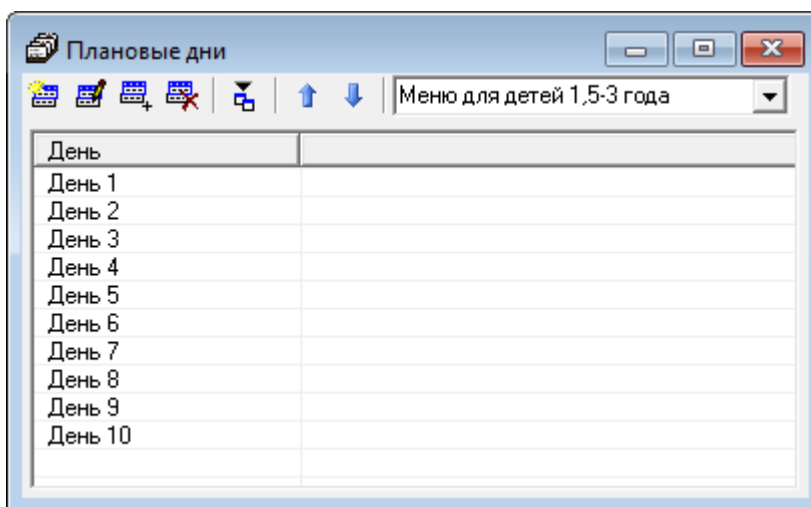 Плановые дни
Меню для детей 1,5-3 года
День
День 1
День 2
День 3
День 4
День 5
День 6
День 7
День 8
День 9
День 10